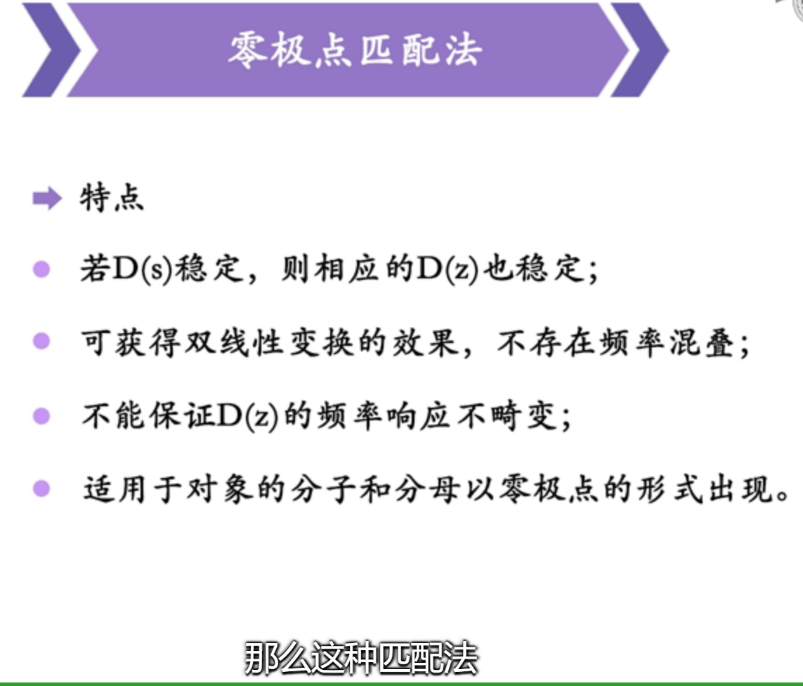 零极点匹配法
特点
若D(s)稳定，则相应的D(z)也稳定；
可获得双线性变换的效果，不存在频率混叠；
不能保证D(z)的频率响应不畸变；
适用于对象的分子和分母以零极点的形式出现。
那么这种匹配法